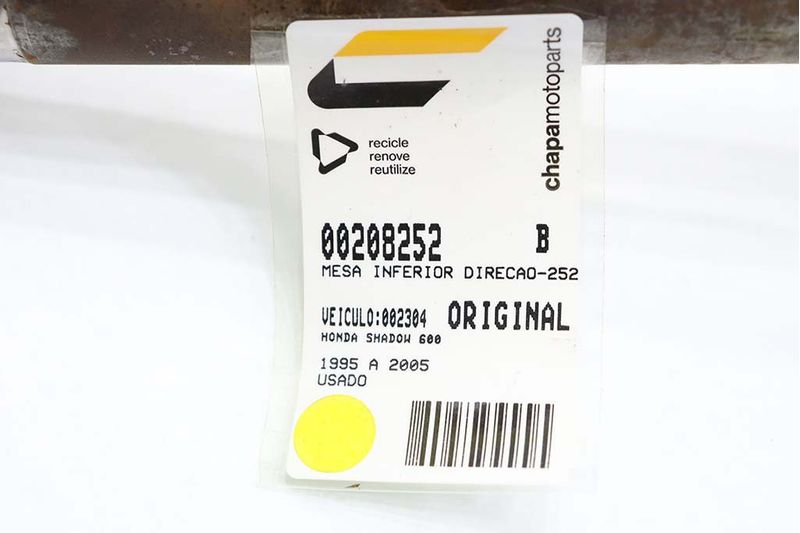 chapamotoparts
recicle
renove
reutilize
00208252 B
MESA INFERIOR DIRECAO-252
VEICULO:002304 ORIGINAL
HONDA SHADOW 600
1995 A 2005
USADO